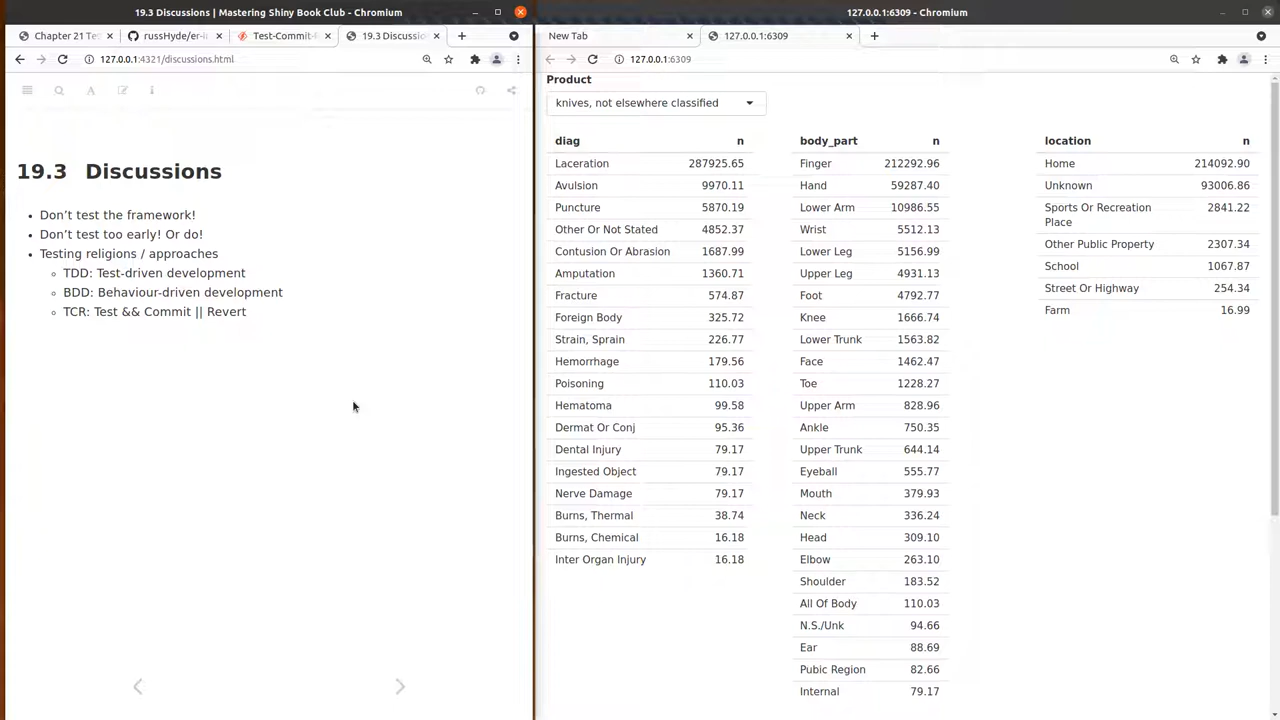 19.3 Discussions | Mastering Shiny Book Club - Chromium
Chapter 21 Te
russHyde/er-i
Test-Commit-
19.3 Discussio
127.0.0.1:4321/discussions.html
19.3 Discussions
• Don’t test the framework!
• Don’t test too early! Or do!
• Testing religions / approaches
◦ TDD: Test-driven development
◦ BDD: Behaviour-driven development
◦ TCR: Test && Commit || Revert
127.0.0.1:6309 - Chromium
New Tab
127.0.0.1:6309
127.0.0.1:6309
Product
knives, not elsewhere classified
diag n
Laceration 287925.65
Avulsion 9970.11
Puncture 5870.19
Other Or Not Stated 4852.37
Contusion Or Abrasion 1687.99
Amputation 1360.71
Fracture 574.87
Foreign Body 325.72
Strain, Sprain 226.77
Hemorrhage 179.56
Poisoning 110.03
Hematoma 99.58
Dermat Or Conj 95.36
Dental Injury 79.17
Ingested Object 79.17
Nerve Damage 79.17
Burns, Thermal 38.74
Burns, Chemical 16.18
Inter Organ Injury 16.18
body_part n
Finger 212292.96
Hand 59287.40
Lower Arm 10986.55
Wrist 5512.13
Lower Leg 5156.99
Upper Leg 4931.13
Foot 4792.77
Knee 1666.74
Lower Trunk 1563.82
Face 1462.47
Toe 1228.27
Upper Arm 828.96
Ankle 750.35
Upper Trunk 644.14
Eyeball 555.77
Mouth 379.93
Neck 336.24
Head 309.10
Elbow 263.10
Shoulder 183.52
All Of Body 110.03
N.S./Unk 94.66
Ear 88.69
Pubic Region 82.66
Internal 79.17
location n
Home 214092.90
Unknown 93006.86
Sports Or Recreation 2841.22
Place
Other Public Property 2307.34
School 1067.87
Street Or Highway 254.34
Farm 16.99